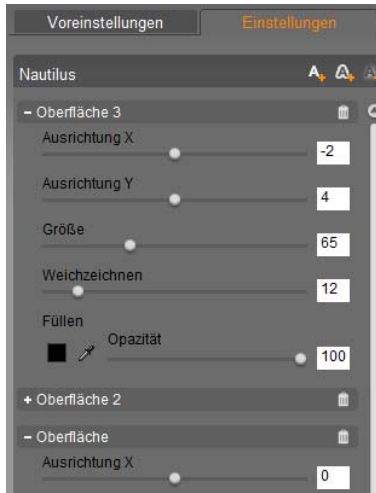 Voreinstellungen Einstellungen
Nautilus
Oberfläche 3
Ausrichtung X
-2
Ausrichtung Y
4
Größe
65
Weichzeichnen
12
Füllen
Opazität
100
Oberfläche 2
Oberfläche
Ausrichtung X
0